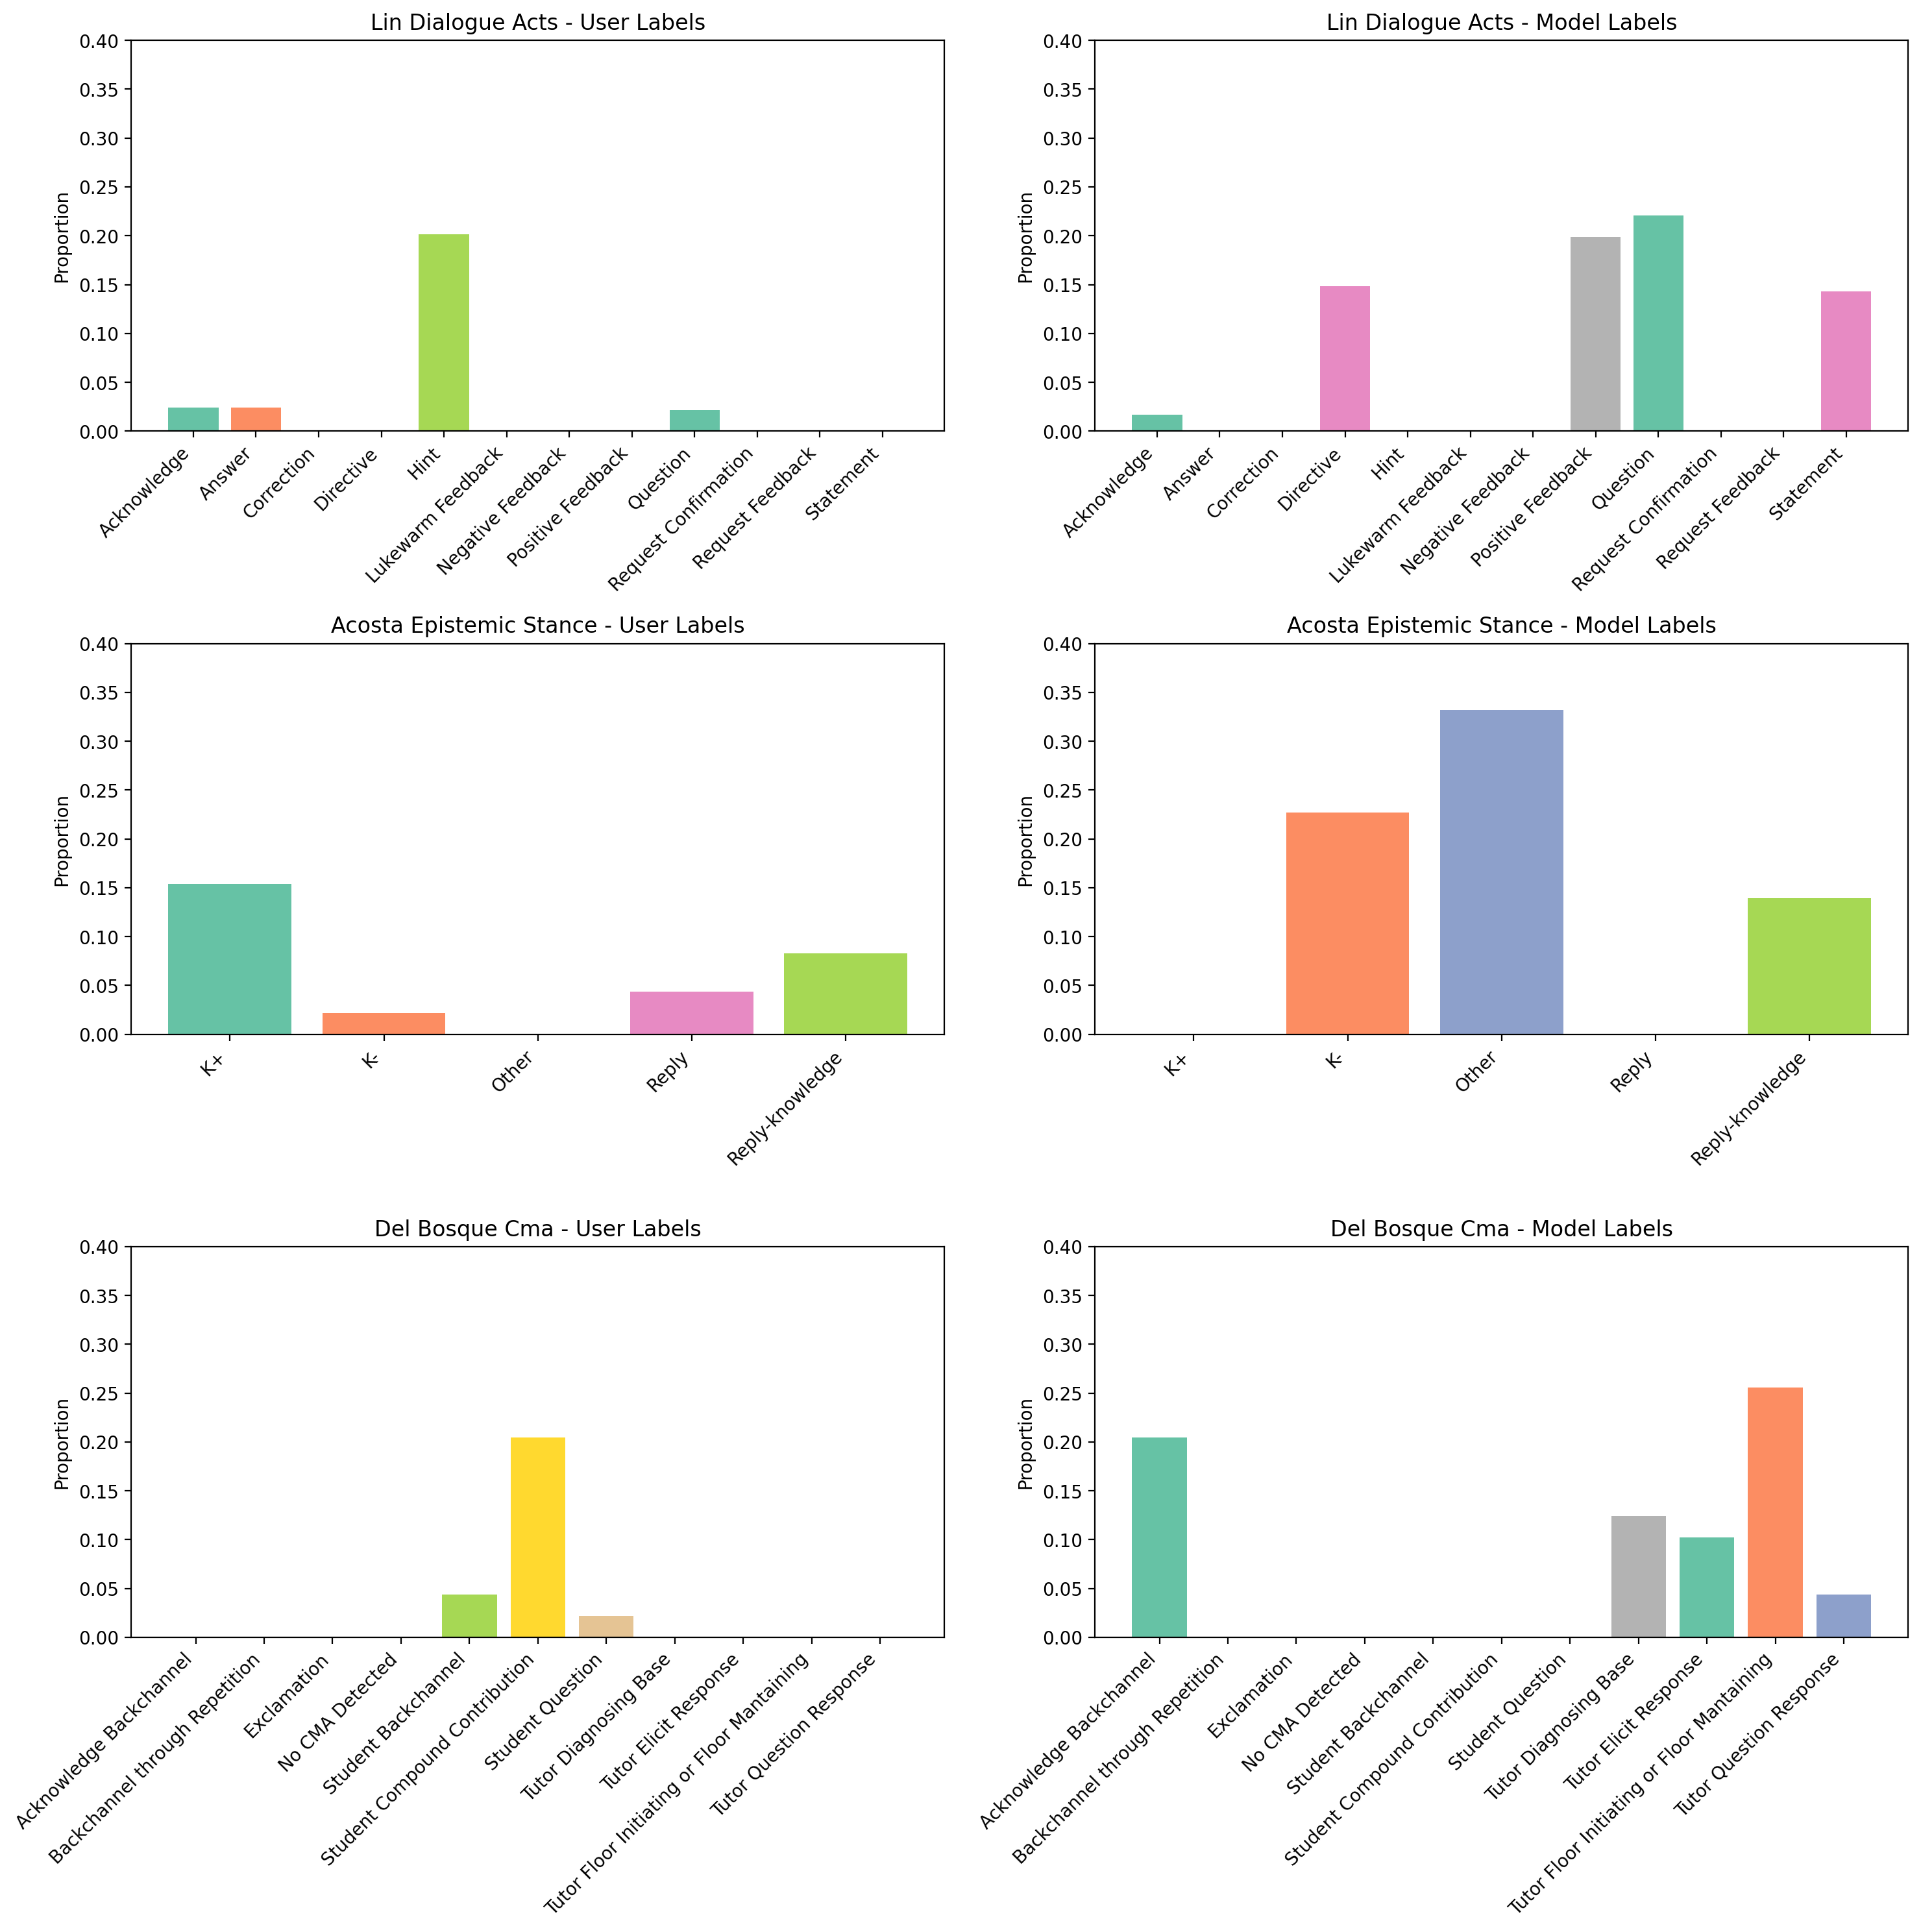 Lin Dialogue Acts - User Labels
0.40
0.35
0.30
0.25
0.20
0.15
0.10
0.05
0.00
Proportion
Acknowledge
Answer
Correction
Directive
Hint
Lukewarm Feedback
Negative Feedback
Positive Feedback
Question
Request Confirmation
Request Feedback
Statement
Lin Dialogue Acts - Model Labels
0.40
0.35
0.30
0.25
0.20
0.15
0.10
0.05
0.00
Proportion
Acknowledge
Answer
Correction
Directive
Hint
Lukewarm Feedback
Negative Feedback
Positive Feedback
Question
Request Confirmation
Request Feedback
Statement
Acosta Epistemic Stance - User Labels
0.40
0.35
0.30
0.25
0.20
0.15
0.10
0.05
0.00
Proportion
K+
K-
Other
Reply
Reply-knowledge
Acosta Epistemic Stance - Model Labels
0.40
0.35
0.30
0.25
0.20
0.15
0.10
0.05
0.00
Proportion
K+
K-
Other
Reply
Reply-knowledge
Del Bosque Cma - User Labels
0.40
0.35
0.30
0.25
0.20
0.15
0.10
0.05
0.00
Proportion
Acknowledge Backchannel
Backchannel through Repetition
Exclamation
No CMA Detected
Student Backchannel
Student Compound Contribution
Student Question
Tutor Diagnosing Base
Tutor Elicit Response
Tutor Floor Initiating or Floor Mantaining
Tutor Question Response
Del Bosque Cma - Model Labels
0.40
0.35
0.30
0.25
0.20
0.15
0.10
0.05
0.00
Proportion
Acknowledge Backchannel
Backchannel through Repetition
Exclamation
No CMA Detected
Student Backchannel
Student Compound Contribution
Student Question
Tutor Diagnosing Base
Tutor Elicit Response
Tutor Floor Initiating or Floor Mantaining
Tutor Question Response